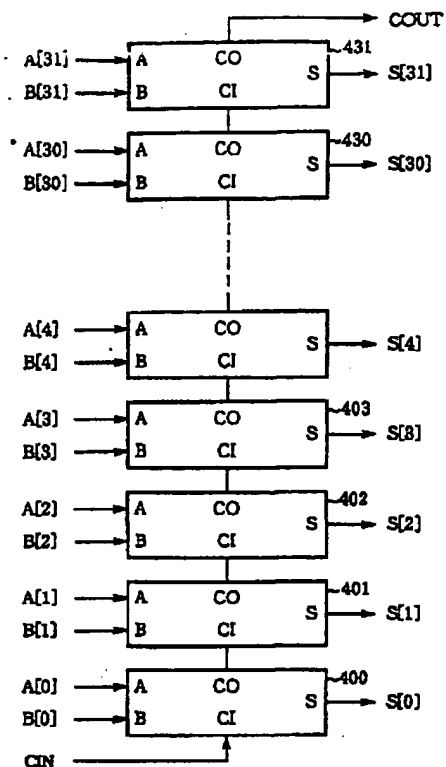 COUT
431
A[31] A CO S S[31]
B[31] B CI
430
A[30] A CO S S[30]
B[30] B CI
A[4] A CO S S[4]
B[4] B CI
403
A[3] A CO S S[3]
B[3] B CI
402
A[2] A CO S S[2]
B[2] B CI
401
A[1] A CO S S[1]
B[1] B CI
400
A[0] A CO S S[0]
B[0] B CI
CIN